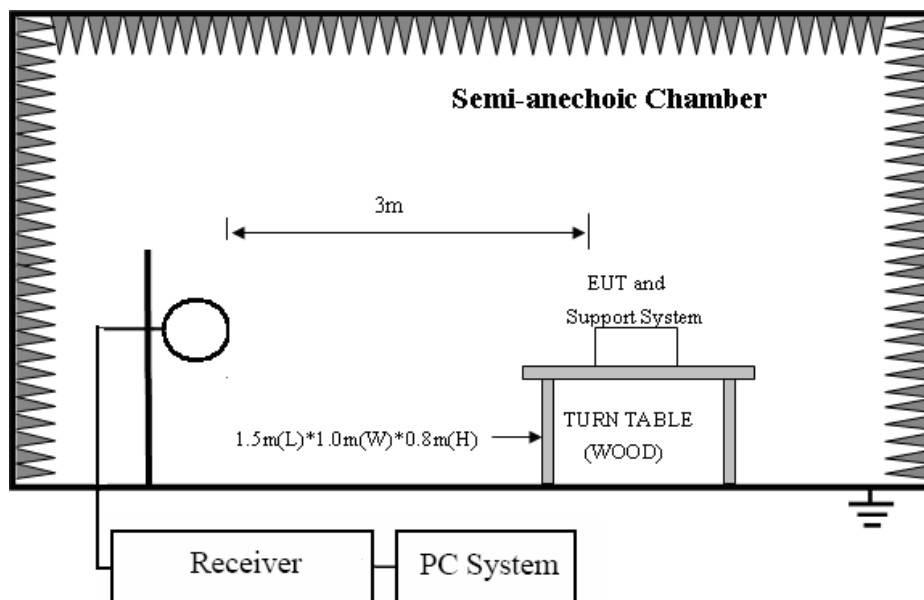 Semi-anechoic Chamber
3m
EUT and
Support System
1.5m(L)*1.0m(W)*0.8m(H)
TURN TABLE
(WOOD)
Receiver
PC System